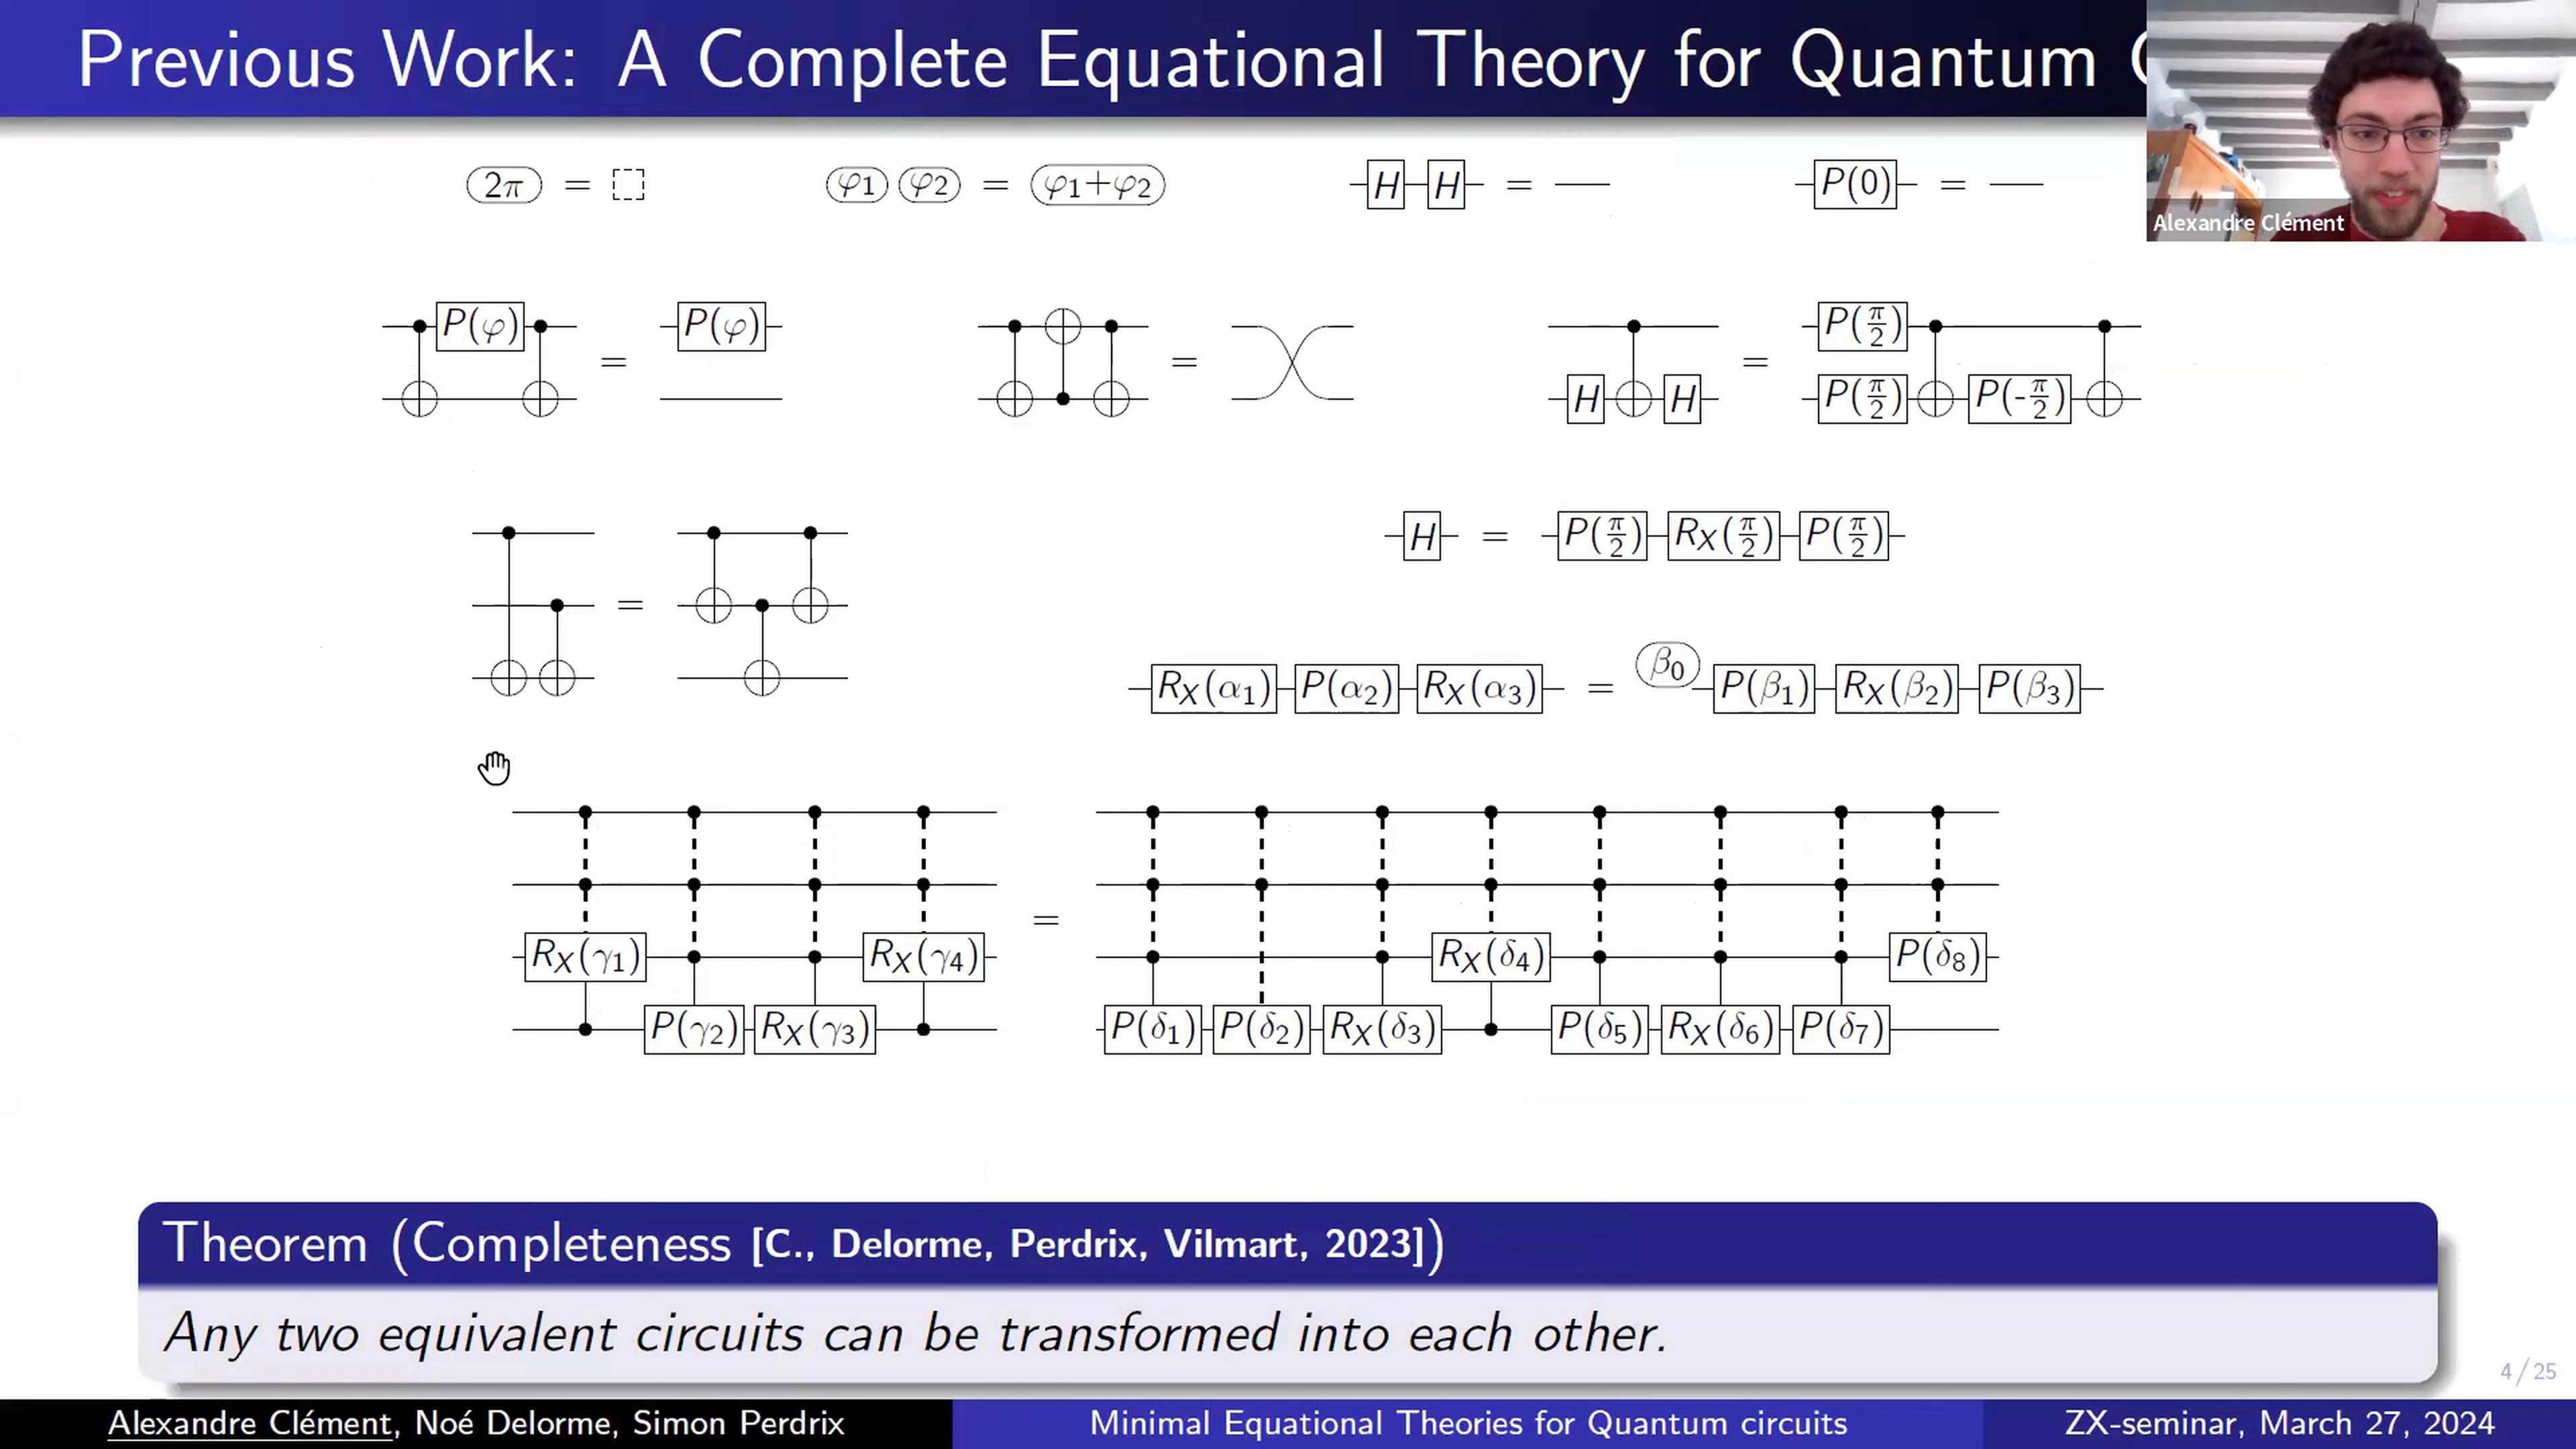 Previous Work: A Complete Equational Theory for Quantum
Alexandre Clément
2π =
φ1 φ2 = φ1+φ2
H H =
P(0) =
P(φ) = P(φ)
=
H H = P(π/2) P(π/2) P(-π/2)
=
H = P(π/2) RX(π/2) P(π/2)
RX(α1) P(α2) RX(α3) = β0 P(β1) RX(β2) P(β3)
RX(γ1) RX(γ4) = RX(δ4) P(δ8)
P(γ2) RX(γ3) P(δ1) P(δ2) RX(δ3) P(δ5) RX(δ6) P(δ7)
Theorem (Completeness [C., Delorme, Perdrix, Vilmart, 2023])
Any two equivalent circuits can be transformed into each other.
4 / 25
Alexandre Clément, Noé Delorme, Simon Perdrix
Minimal Equational Theories for Quantum circuits
ZX-seminar, March 27, 2024